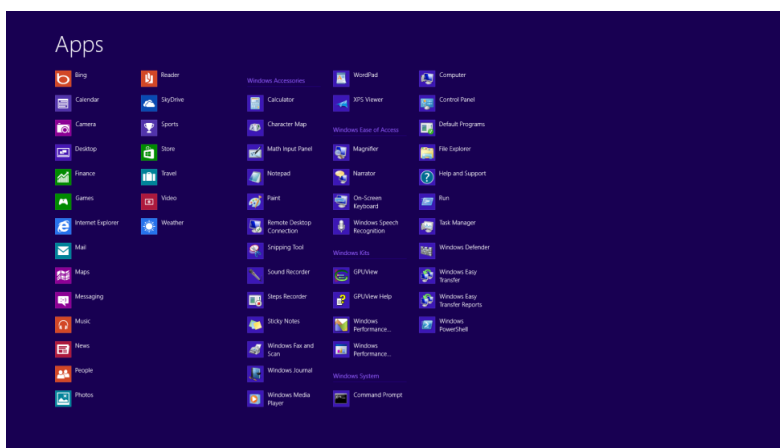 Apps
Bing
Calendar
Camera
Desktop
Finance
Games
Internet Explorer
Mail
Maps
Messaging
Music
News
People
Photos
Reader
SkyDrive
Sports
Store
Travel
Video
Weather
Windows Accessories
Calculator
Character Map
Math Input Panel
Notepad
Paint
Remote Desktop
Connection
Snipping Tool
Sound Recorder
Steps Recorder
Sticky Notes
Windows Fax and
Scan
Windows Journal
Windows Media
Player
WordPad
XPS Viewer
Windows Ease of Access
Magnifier
Narrator
On-Screen
Keyboard
Windows Speech
Recognition
Windows Kits
GPUView
GPUView Help
Windows
Performance...
Windows
Performance...
Windows System
Command Prompt
Computer
Control Panel
Default Programs
File Explorer
Help and Support
Run
Task Manager
Windows Defender
Windows Easy
Transfer
Windows Easy
Transfer Reports
Windows
PowerShell